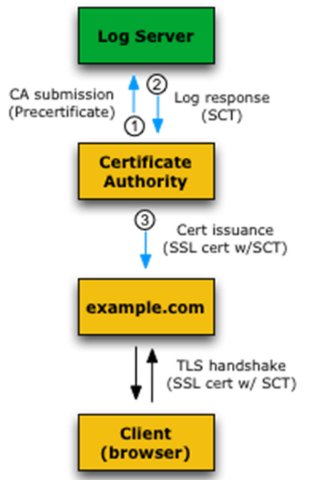 Log Server
CA submission
(Precertificate)
2
Log response
(SCT)
1
Certificate
Authority
3
Cert issuance
(SSL cert w/SCT)
example.com
TLS handshake
(SSL cert w/ SCT)
Client
(browser)